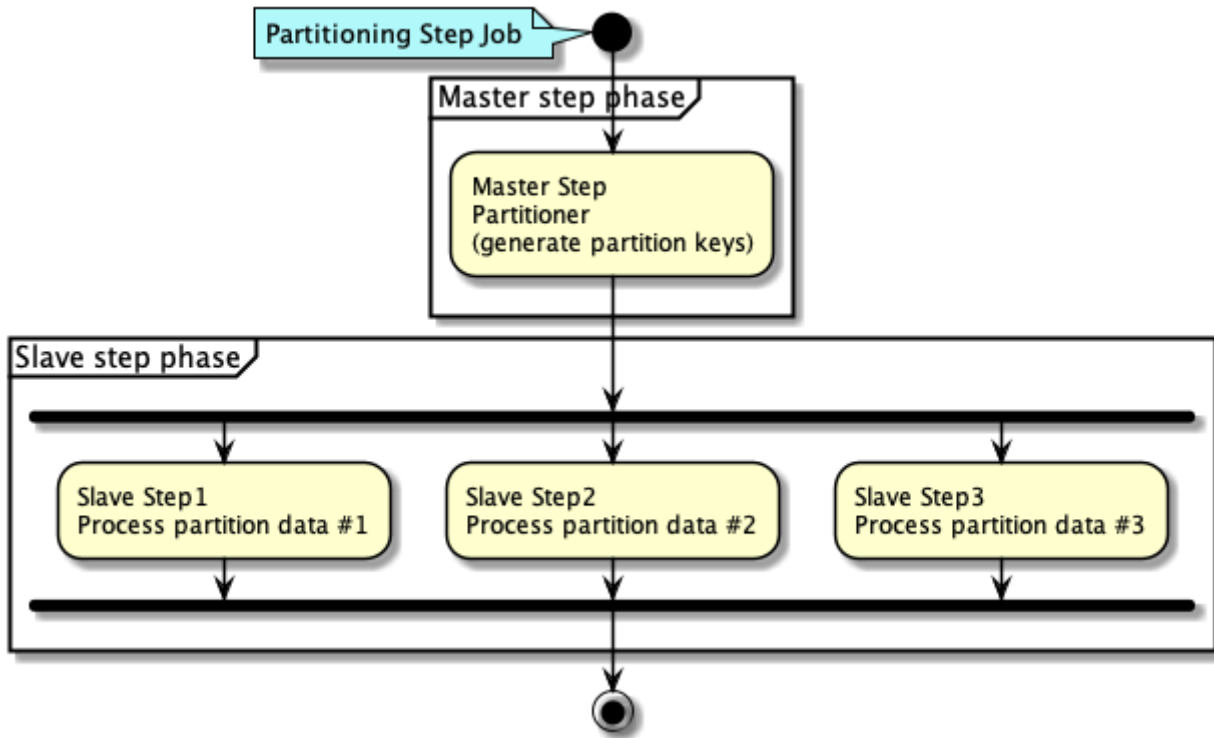 Partitioning Step Job
Master step phase
Master Step
Partitioner
(generate partition keys)
Slave step phase
Slave Step1
Process partition data #1
Slave Step2
Process partition data #2
Slave Step3
Process partition data #3